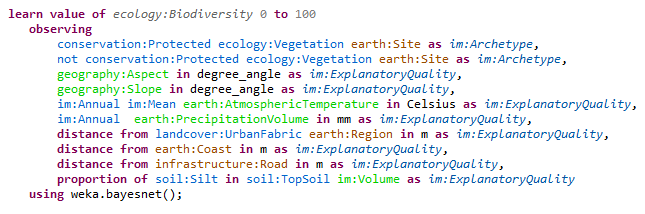 learn value of ecology:Biodiversity 0 to 100
observing
conservation:Protected ecology:Vegetation earth:Site as im:Archetype,
not conservation:Protected ecology:Vegetation earth:Site as im:Archetype,
geography:Aspect in degree_angle as im:ExplanatoryQuality,
geography:Slope in degree_angle as im:ExplanatoryQuality,
im:Annual im:Mean earth:AtmosphericTemperature in Celsius as im:ExplanatoryQuality,
im:Annual  earth:PrecipitationVolume in mm as im:ExplanatoryQuality,
distance from landcover:UrbanFabric earth:Region in m as im:ExplanatoryQuality,
distance from earth:Coast in m as im:ExplanatoryQuality,
distance from infrastructure:Road in m as im:ExplanatoryQuality,
proportion of soil:Silt in soil:TopSoil im:Volume as im:ExplanatoryQuality
using weka.bayesnet();